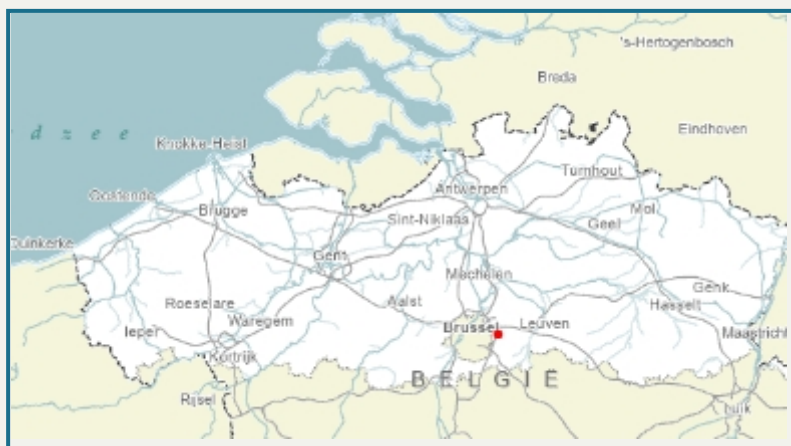 's-Hertogenbosch
Breda
d z e e
Eindhoven
Knokke-Heist
Turnhout
Antwerpen
Oostende
Brugge
Mol
Sint-Niklaas
Geel
Duinkerke
Gent
Mechelen
Genk
Roeselare
Aalst
Hasselt
Ieper
Waregem
Brussel
Leuven
Maastricht
Kortrijk
BELGIË
Rijsel
Luik